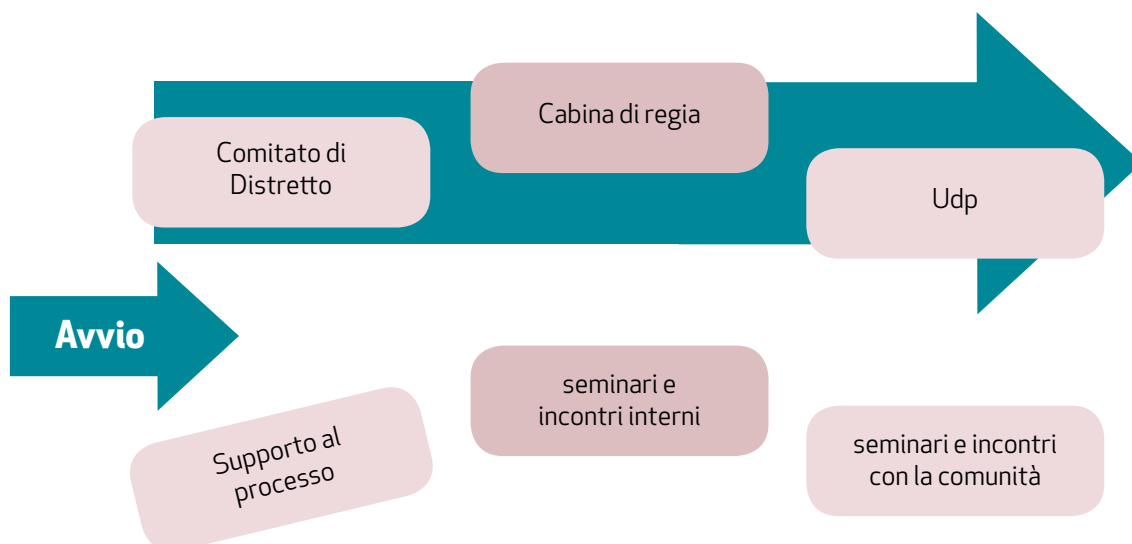 Cabina di regia
Comitato di
Distretto
Udp
Avvio
seminari e
incontri interni
Supporto al
processo
seminari e incontri
con la comunità